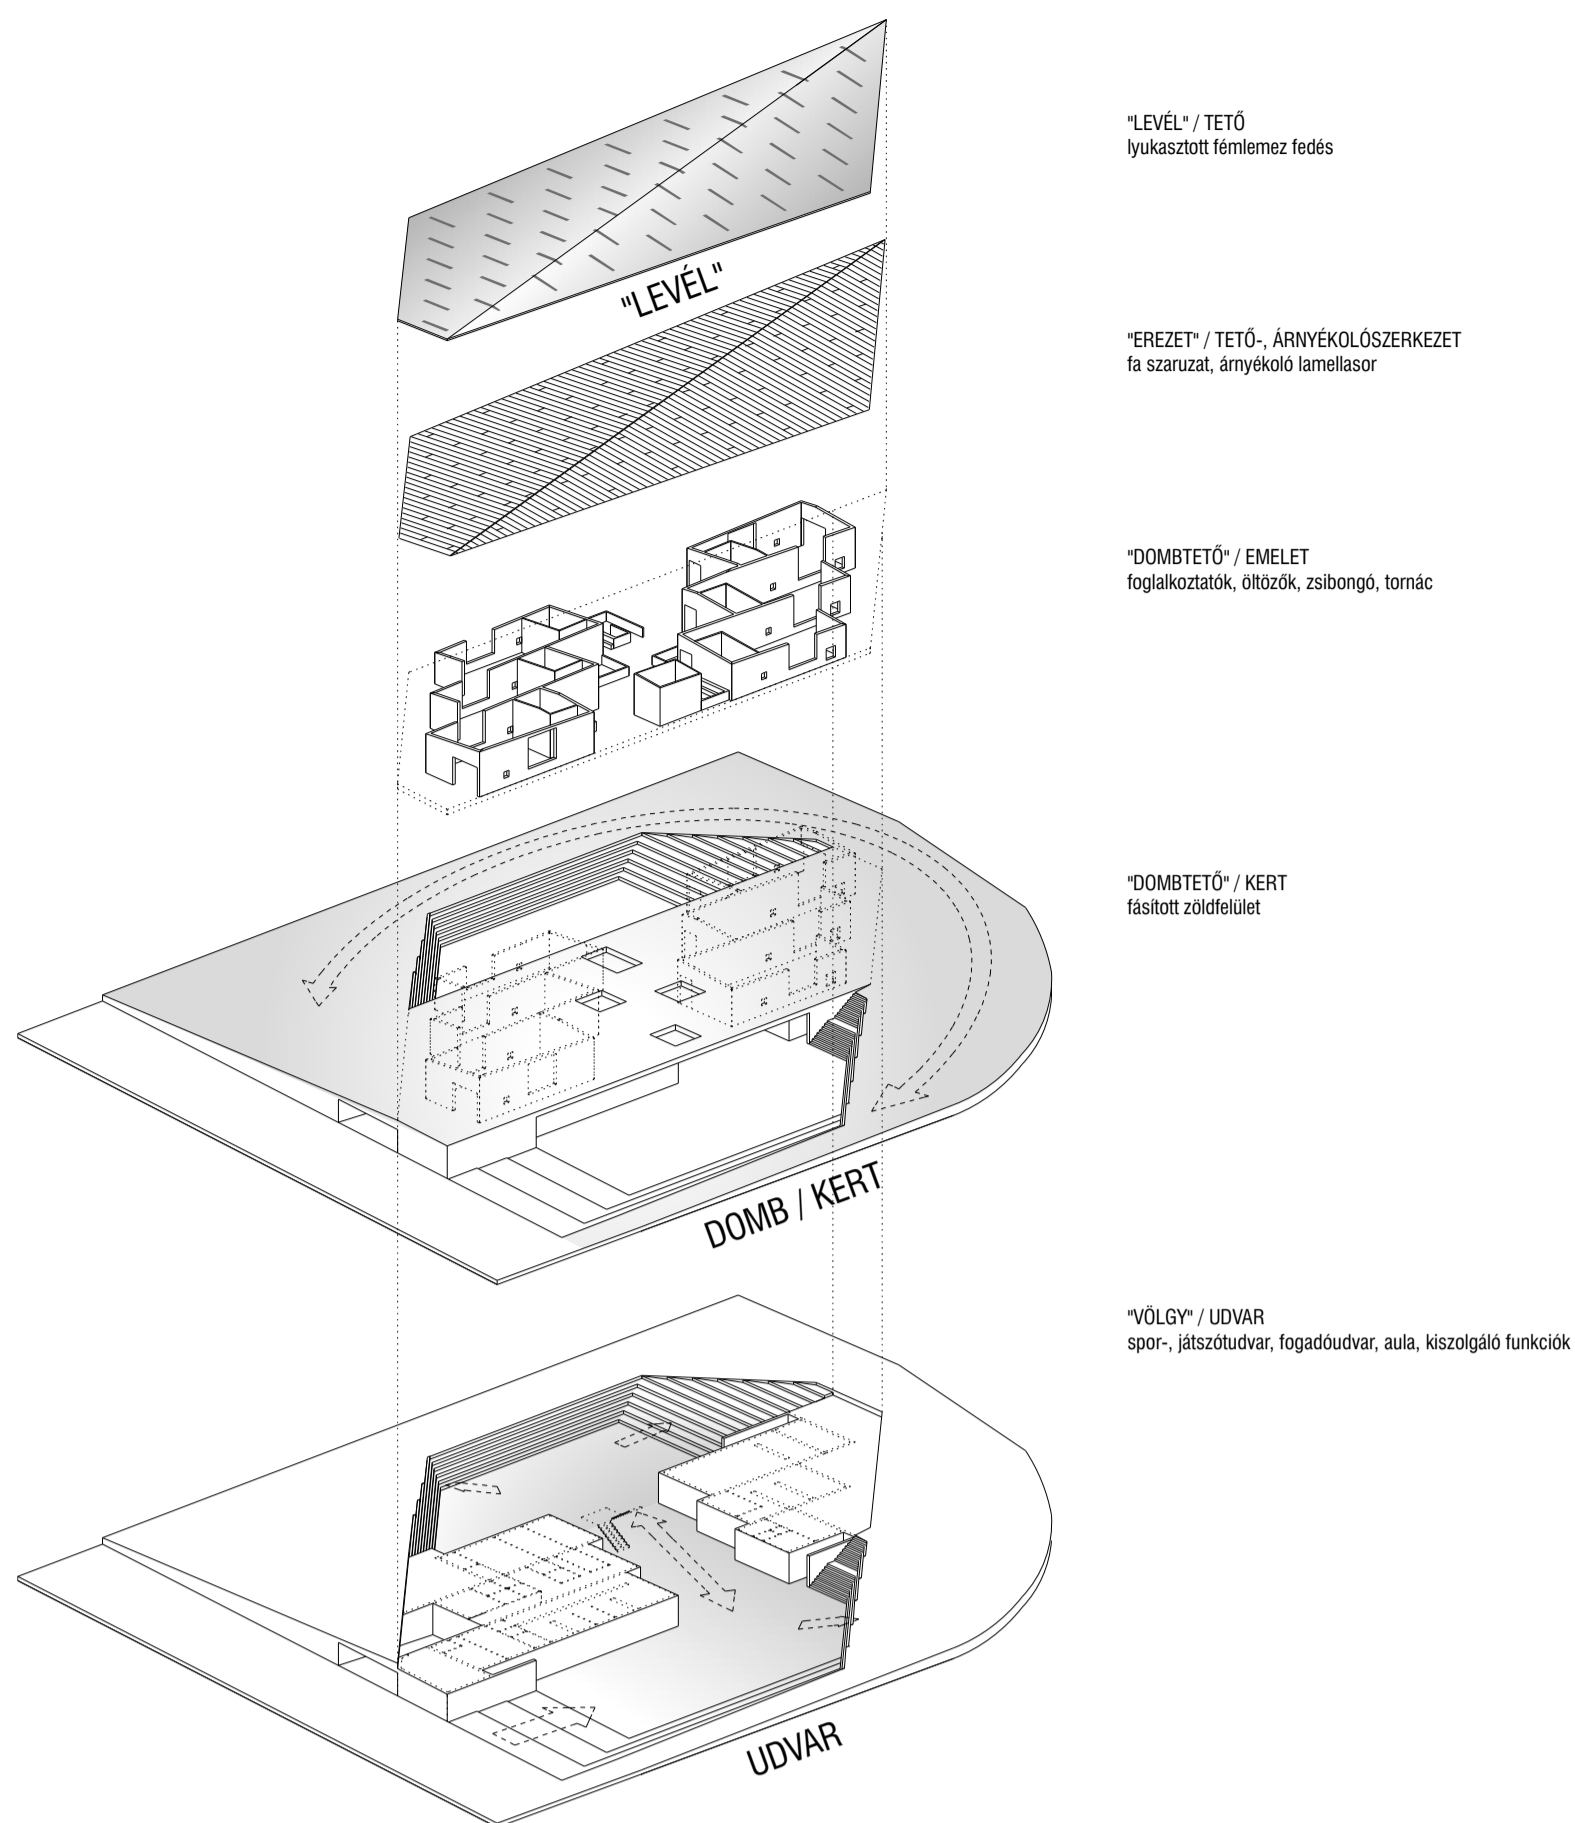 "LEVÉL" / TETŐ
lyukasztott fémlemez fedés
"LEVÉL"
"EREZET" / TETŐ-, ÁRNYÉKOLÓSZERKEZET
fa szaruzat, árnyékoló lamellasor
"DOMBTETŐ" / EMELET
foglalkoztatók, öltözők, zsibongó, tornác
"DOMBTETŐ" / KERT
fásított zöldfelület
DOMB / KERT
"VÖLGY" / UDVAR
spor-, játszótudvar, fogadóudvar, aula, kiszolgáló funkciók
UDVAR